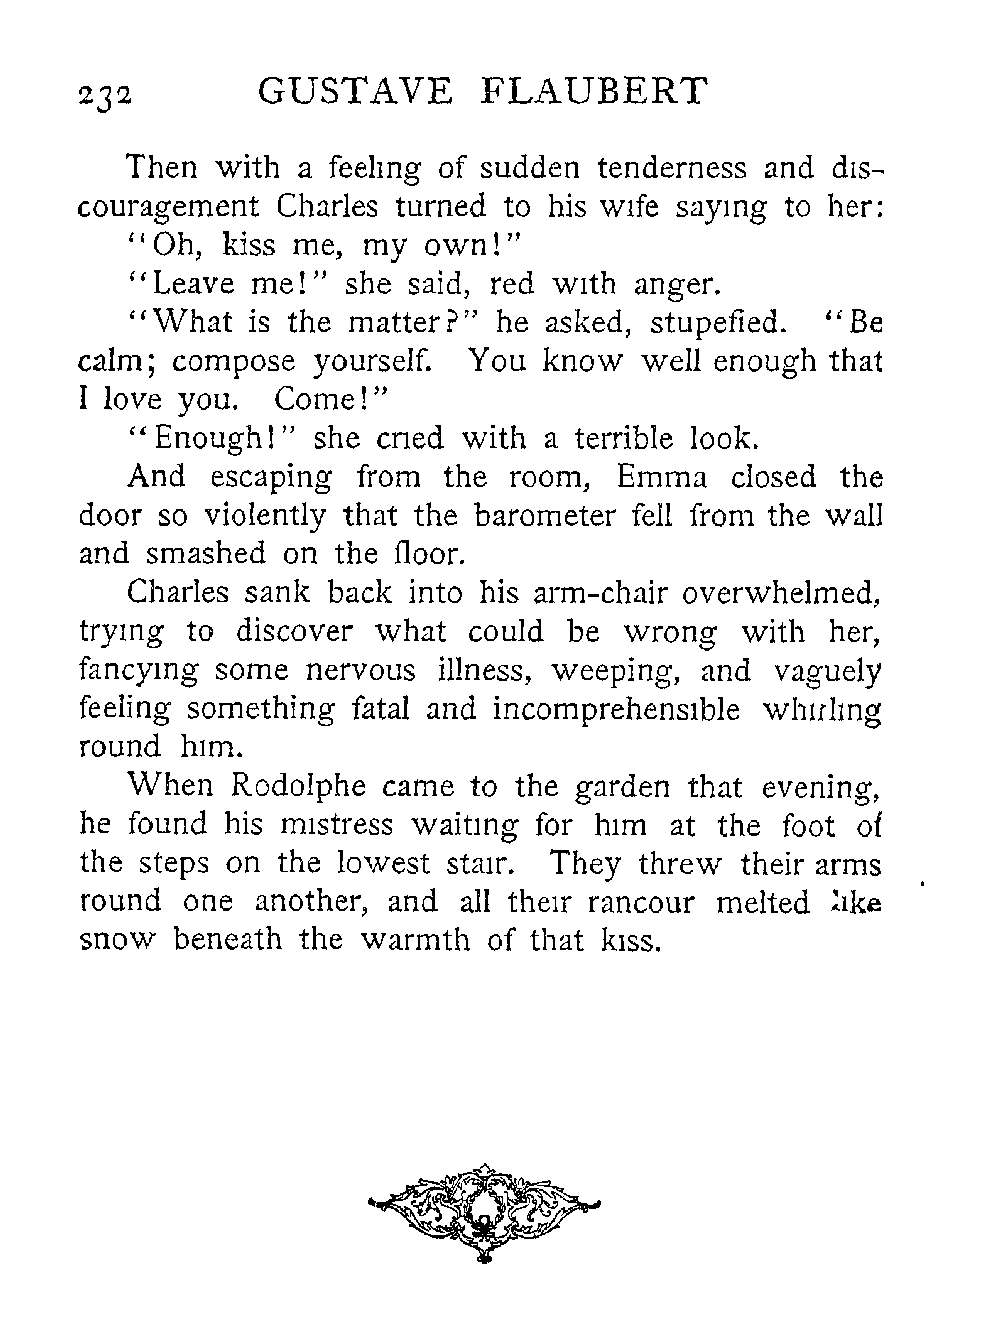 232 GUSTAVE FLAUBERT
Then with a feeling of sudden tenderness and dis-
couragement Charles turned to his wife saying to her:
"Oh, kiss me, my own!"
"Leave me!" she said, red with anger.
"What is the matter?" he asked, stupefied. "Be
calm; compose yourself. You know well enough that
I love you. Come!"
"Enough!" she cried with a terrible look.
And escaping from the room, Emma closed the
door so violently that the barometer fell from the wall
and smashed on the floor.
Charles sank back into his arm-chair overwhelmed,
trying to discover what could be wrong with her,
fancying some nervous illness, weeping, and vaguely
feeling something fatal and incomprehensible whirling
round him.
When Rodolphe came to the garden that evening,
he found his mistress waiting for him at the foot of
the steps on the lowest stair. They threw their arms
round one another, and all their rancour melted like
snow beneath the warmth of that kiss.